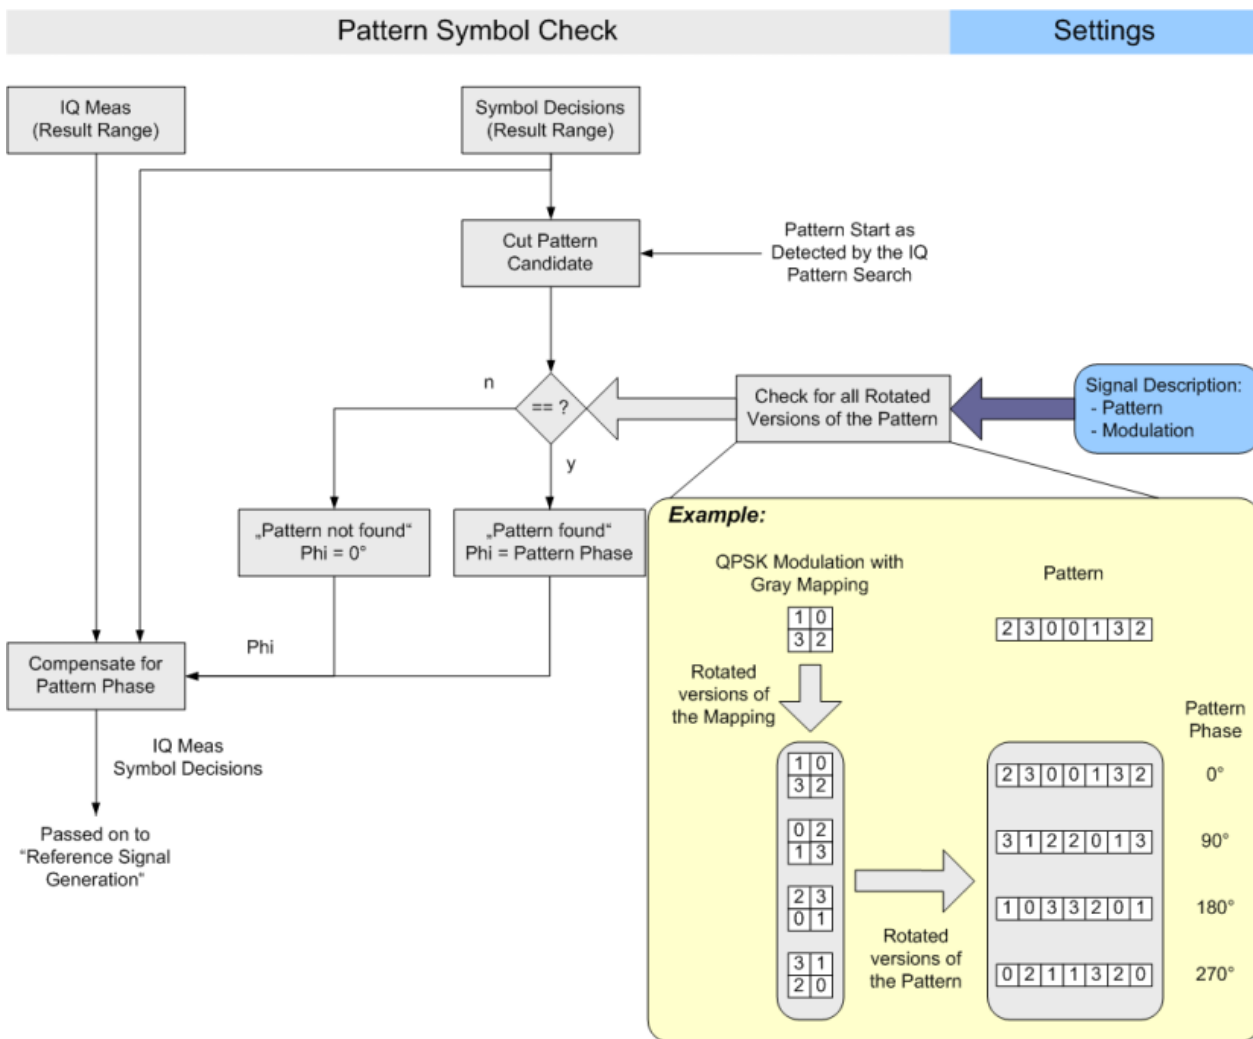 Pattern Symbol Check
Settings
IQ Meas
(Result Range)
Symbol Decisions
(Result Range)
Cut Pattern
Candidate
Pattern Start as
Detected by the IQ
Pattern Search
n
== ?
y
Check for all Rotated
Versions of the Pattern
Signal Description:
- Pattern
- Modulation
„Pattern not found“
Phi = 0°
„Pattern found“
Phi = Pattern Phase
Phi
Compensate for
Pattern Phase
IQ Meas
Symbol Decisions
Passed on to
“Reference Signal
Generation“
Example:
QPSK Modulation with
Gray Mapping
1 0
3 2
Pattern
2 3 0 0 1 3 2
Rotated
versions of
the Mapping
Pattern
Phase
1 0
3 2
2 3 0 0 1 3 2
0°
0 2
1 3
3 1 2 2 0 1 3
90°
2 3
0 1
1 0 3 3 2 0 1
180°
3 1
2 0
0 2 1 1 3 2 0
270°
Rotated
versions of
the Pattern